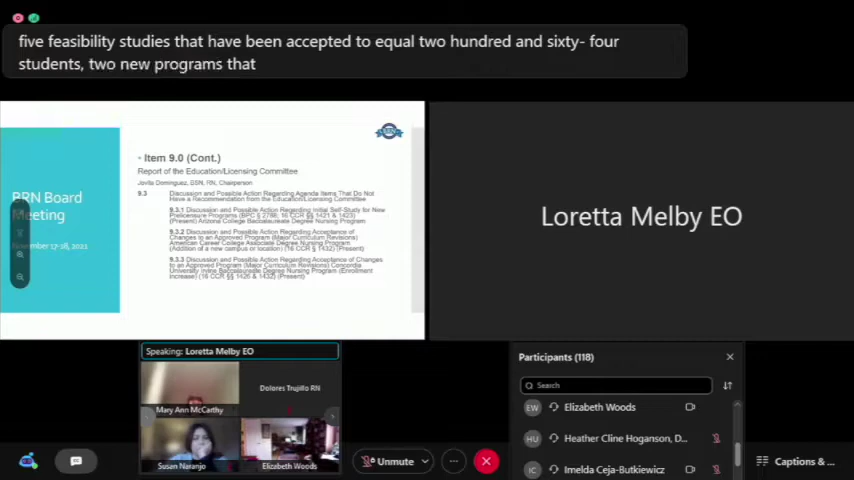 five feasibility studies that have been accepted to equal two hundred and sixty- four
students, two new programs that
BRN Board
Meeting
November 17-18, 2021
- Item 9.0 (Cont.)
Report of the Education/Licensing Committee
Jovita Dominguez, BSN, RN, Chairperson
9.3 Discussion and Possible Action Regarding Agenda Items That Do Not
Have a Recommendation from the Education/Licensing Committee
9.3.1 Discussion and Possible Action Regarding Initial Self-Study for New
Prelicensure Programs (BPC § 2786; 16 CCR §§ 1421 & 1423)
(Present) Arizona College Baccalaureate Degree Nursing Program
9.3.2 Discussion and Possible Action Regarding Acceptance of
Changes to an Approved Program (Major Curriculum Revisions)
American Career College Associate Degree Nursing Program
(Addition of a new campus or location) (16 CCR § 1432) (Present)
9.3.3 Discussion and Possible Action Regarding Acceptance of Changes
to an Approved Program (Major Curriculum Revisions) Concordia
University Irvine Baccalaureate Degree Nursing Program (Enrollment
Increase) (16 CCR §§ 1426 & 1432) (Present)
Loretta Melby EO
Speaking: Loretta Melby EO
Mary Ann McCarthy
Dolores Trujillo RN
Susan Naranjo
Elizabeth Woods
Unmute
Participants (118)
Search
EW Elizabeth Woods
HU Heather Cline Hoganson, D...
IC Imelda Ceja-Butkiewicz
Captions & ...